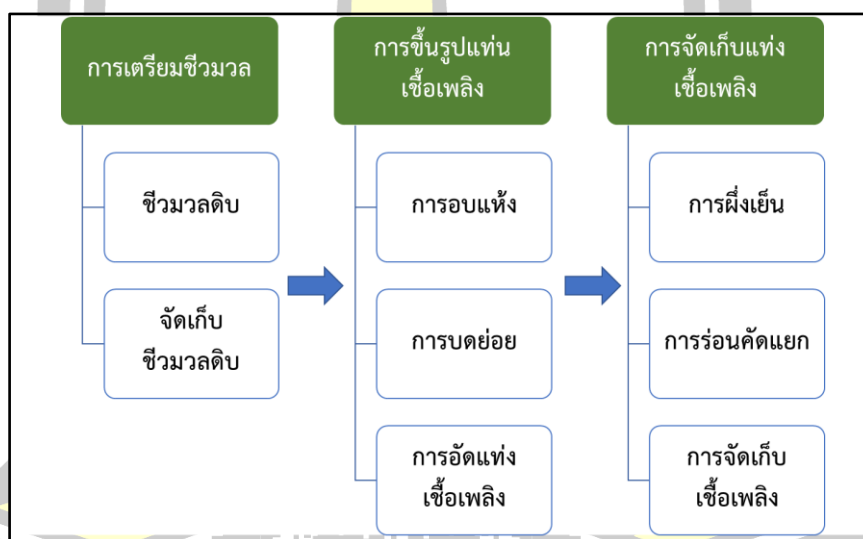 การเตรียมชีวมวล
ชีวมวลดิบ
จัดเก็บ
ชีวมวลดิบ
การขึ้นรูปแท่น
เชื้อเพลิง
การอบแห้ง
การบดย่อย
การอัดแท่ง
เชื้อเพลิง
การจัดเก็บแท่ง
เชื้อเพลิง
การผึ่งเย็น
การร่อนคัดแยก
การจัดเก็บ
เชื้อเพลิง